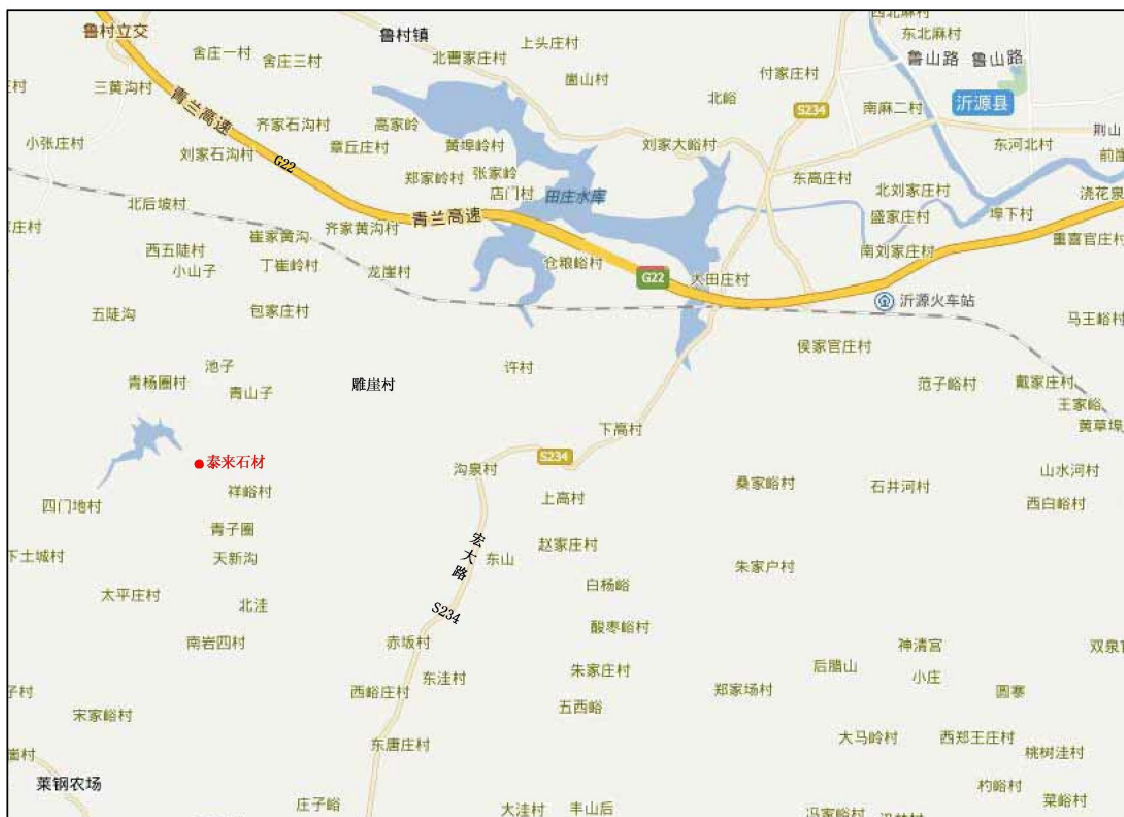 鲁村立交
鲁村镇
西北麻村
舍庄一村
舍庄三村
北曹家庄村
上头庄村
东北麻村
鲁山路
鲁山路
三黄沟村
崮山村
付家庄村
北峪
S234
南麻二村
沂源县
青兰高速
齐家石沟村
高家岭
小张庄村
刘家石沟村
G22
章丘庄村
黄埠岭村
刘家大峪村
荆山
东河北村
前崖
郑家岭村
张家岭
店门村
田庄水库
东高庄村
北刘家庄村
浇花泉
北后坡村
青兰高速
盛家庄村
埠下村
崔家黄沟
齐家黄沟村
重喜官庄村
西五陡村
小山子
丁崔岭村
龙崖村
仓粮峪村
G22
大田庄村
南刘家庄村
沂源火车站
五陡沟
包家庄村
马王峪村
侯家官庄村
池子
青杨圈村
青山子
雕崖村
许村
范子峪村
戴家庄村
王家峪
黄草埠
下高村
泰来石材
沟泉村
S234
桑家峪村
石井河村
山水河村
四门地村
祥峪村
上高村
西白峪村
青子圈
下土城村
天新沟
宏大路
东山
赵家庄村
朱家户村
太平庄村
北洼
S234
白杨峪
酸枣峪村
南岩四村
赤坂村
神清宫
双泉官
后腊山
小庄
子村
西峪庄村
东洼村
朱家庄村
郑家场村
圆寨
宋家峪村
五西峪
崮村
东唐庄村
大马岭村
西郑王庄村
桃树洼村
莱钢农场
杓峪村
菜峪村
庄子峪
大洼村
丰山后
冯家峪村